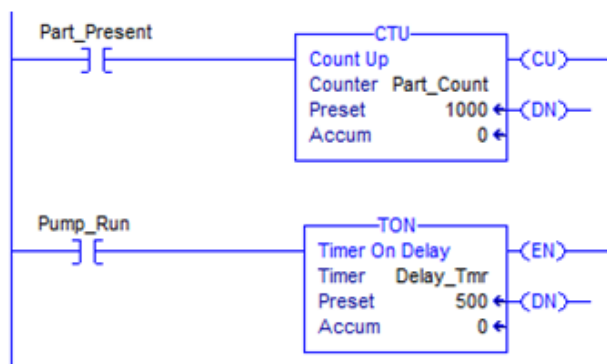 Part_Present
CTU
Count Up
CU
Counter Part_Count
Preset 1000
DN
Accum 0
Pump_Run
TON
Timer On Delay
EN
Timer Delay_Tmr
Preset 500
DN
Accum 0